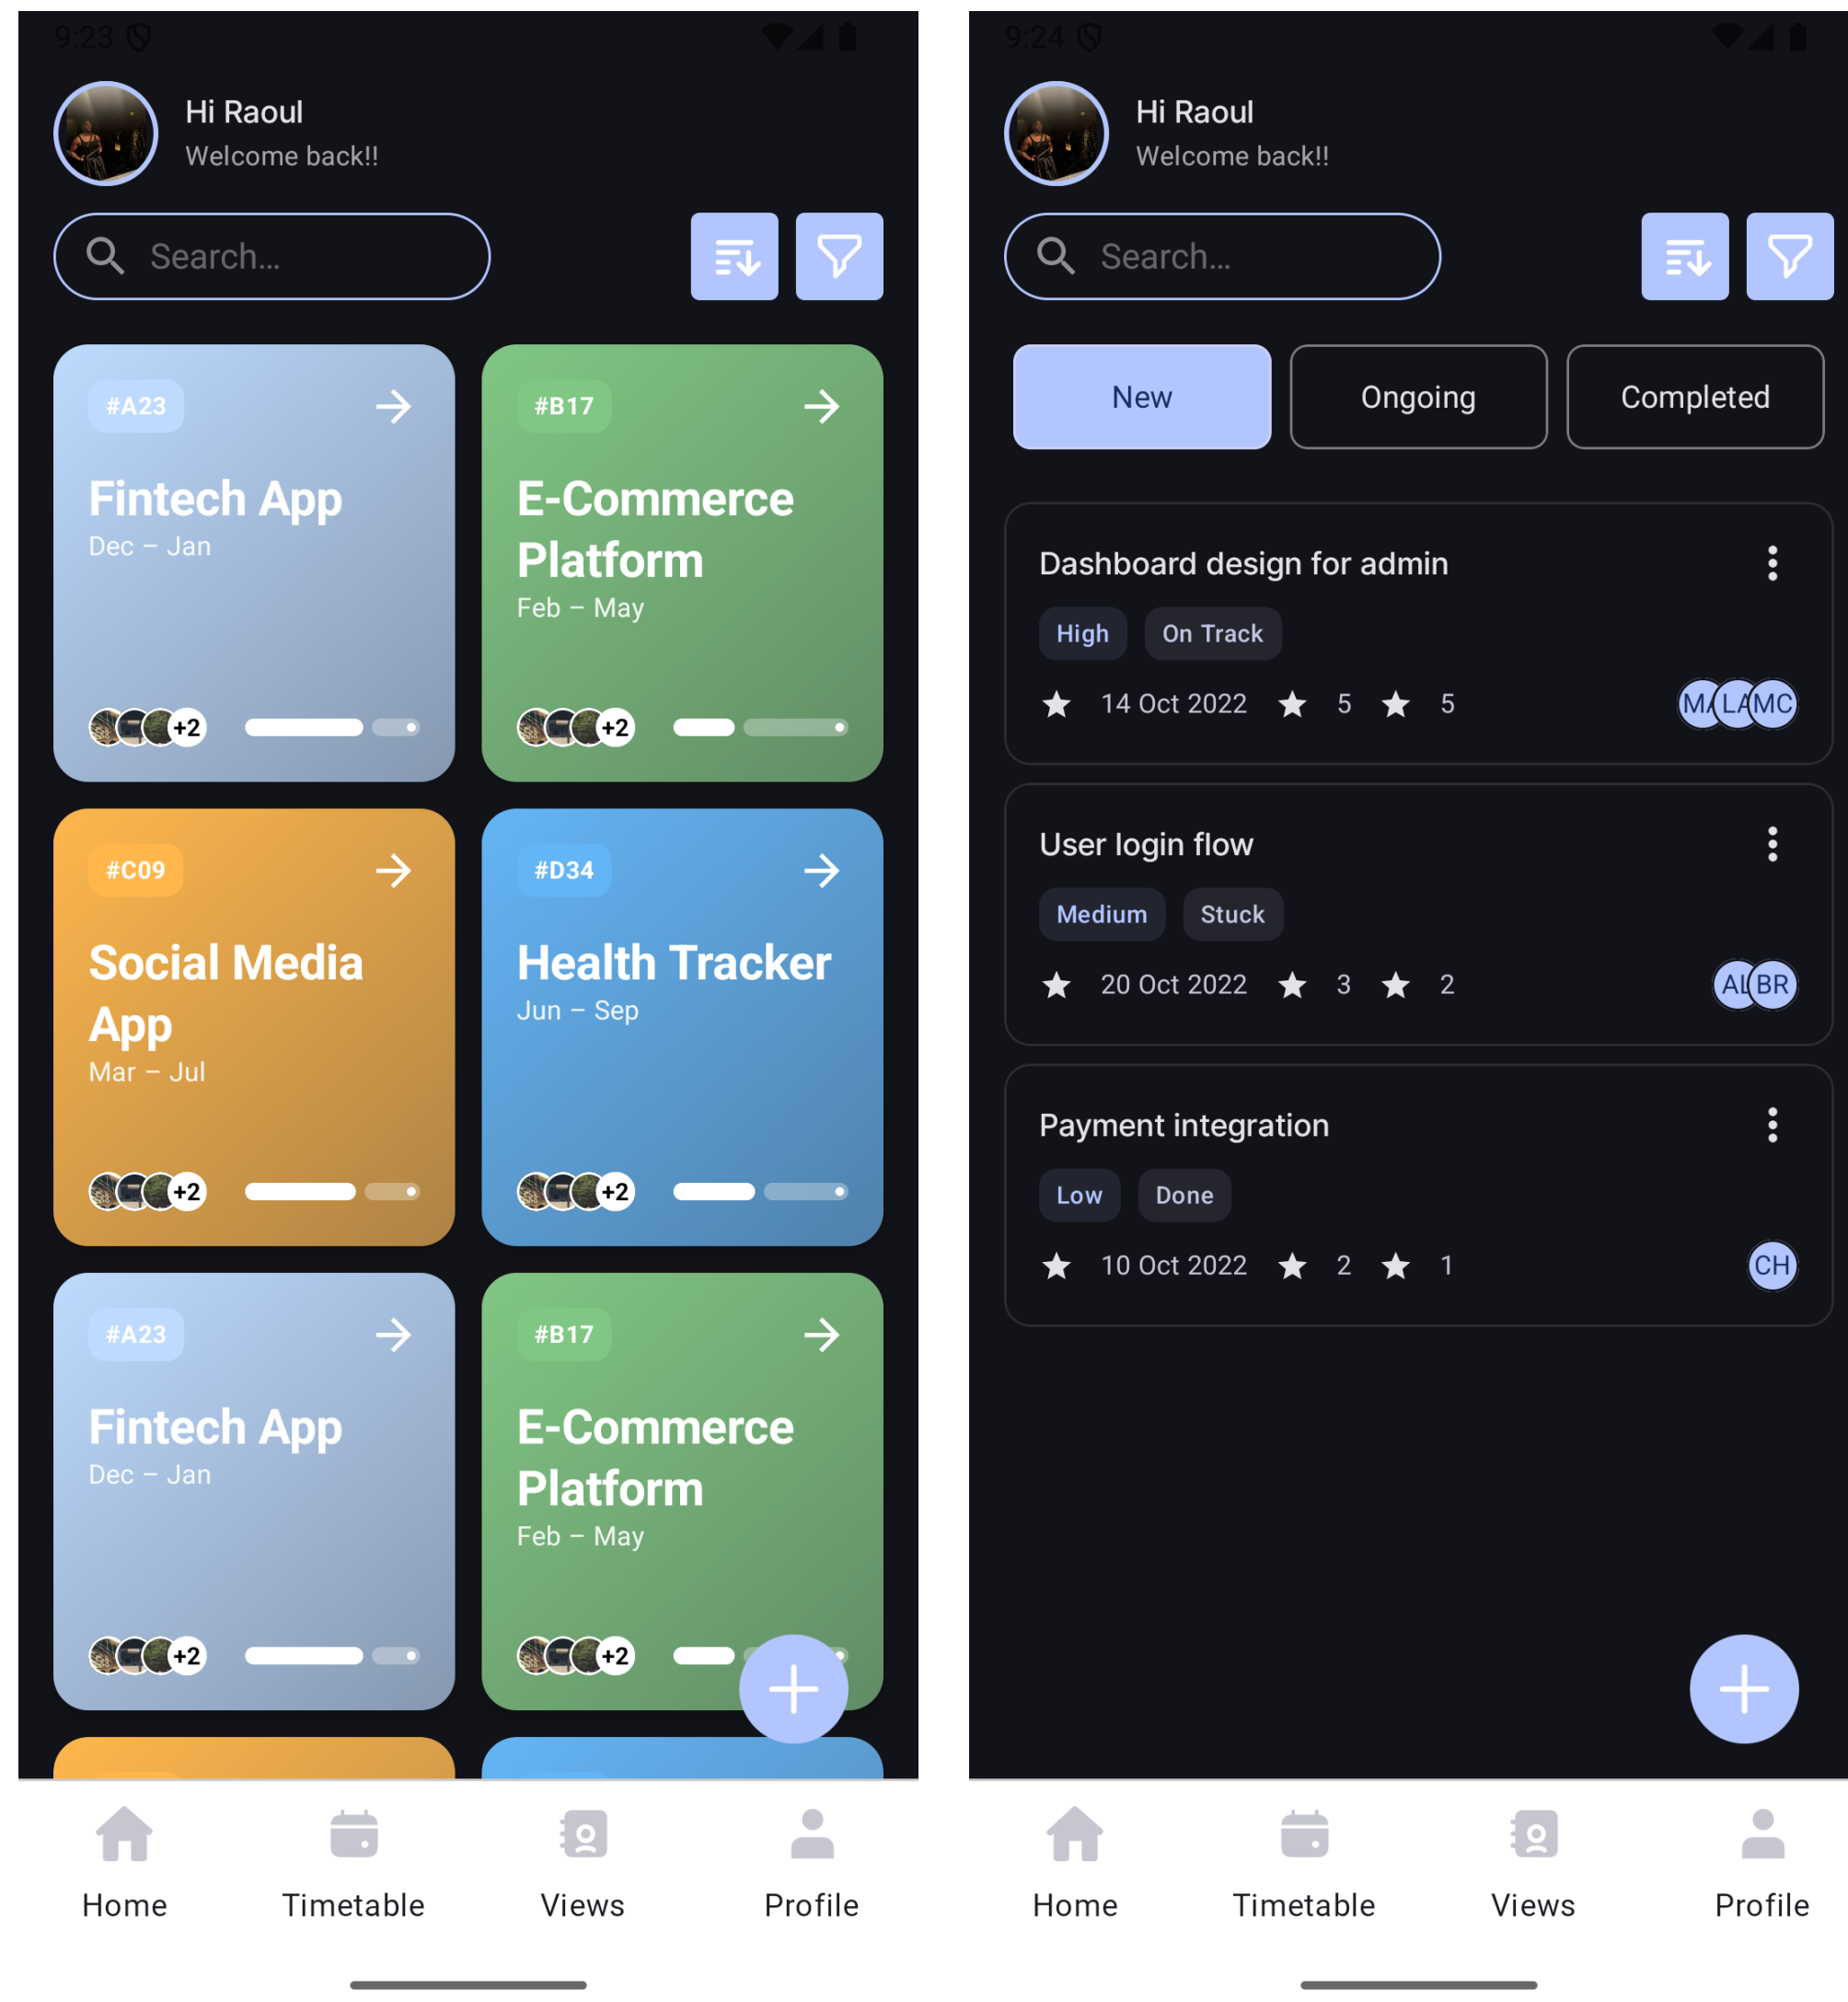 9:23
Hi Raoul
Welcome back!!
Search...
#A23
Fintech App
Dec – Jan
+2
#B17
E-Commerce
Platform
Feb – May
+2
#C09
Social Media
App
Mar – Jul
+2
#D34
Health Tracker
Jun – Sep
+2
#A23
Fintech App
Dec – Jan
+2
#B17
E-Commerce
Platform
Feb – May
+2
Home Timetable Views Profile
9:24
Hi Raoul
Welcome back!!
Search...
New Ongoing Completed
Dashboard design for admin
High On Track
14 Oct 2022 5 5 MA LA MC
User login flow
Medium Stuck
20 Oct 2022 3 2 AL BR
Payment integration
Low Done
10 Oct 2022 2 1 CH
Home Timetable Views Profile